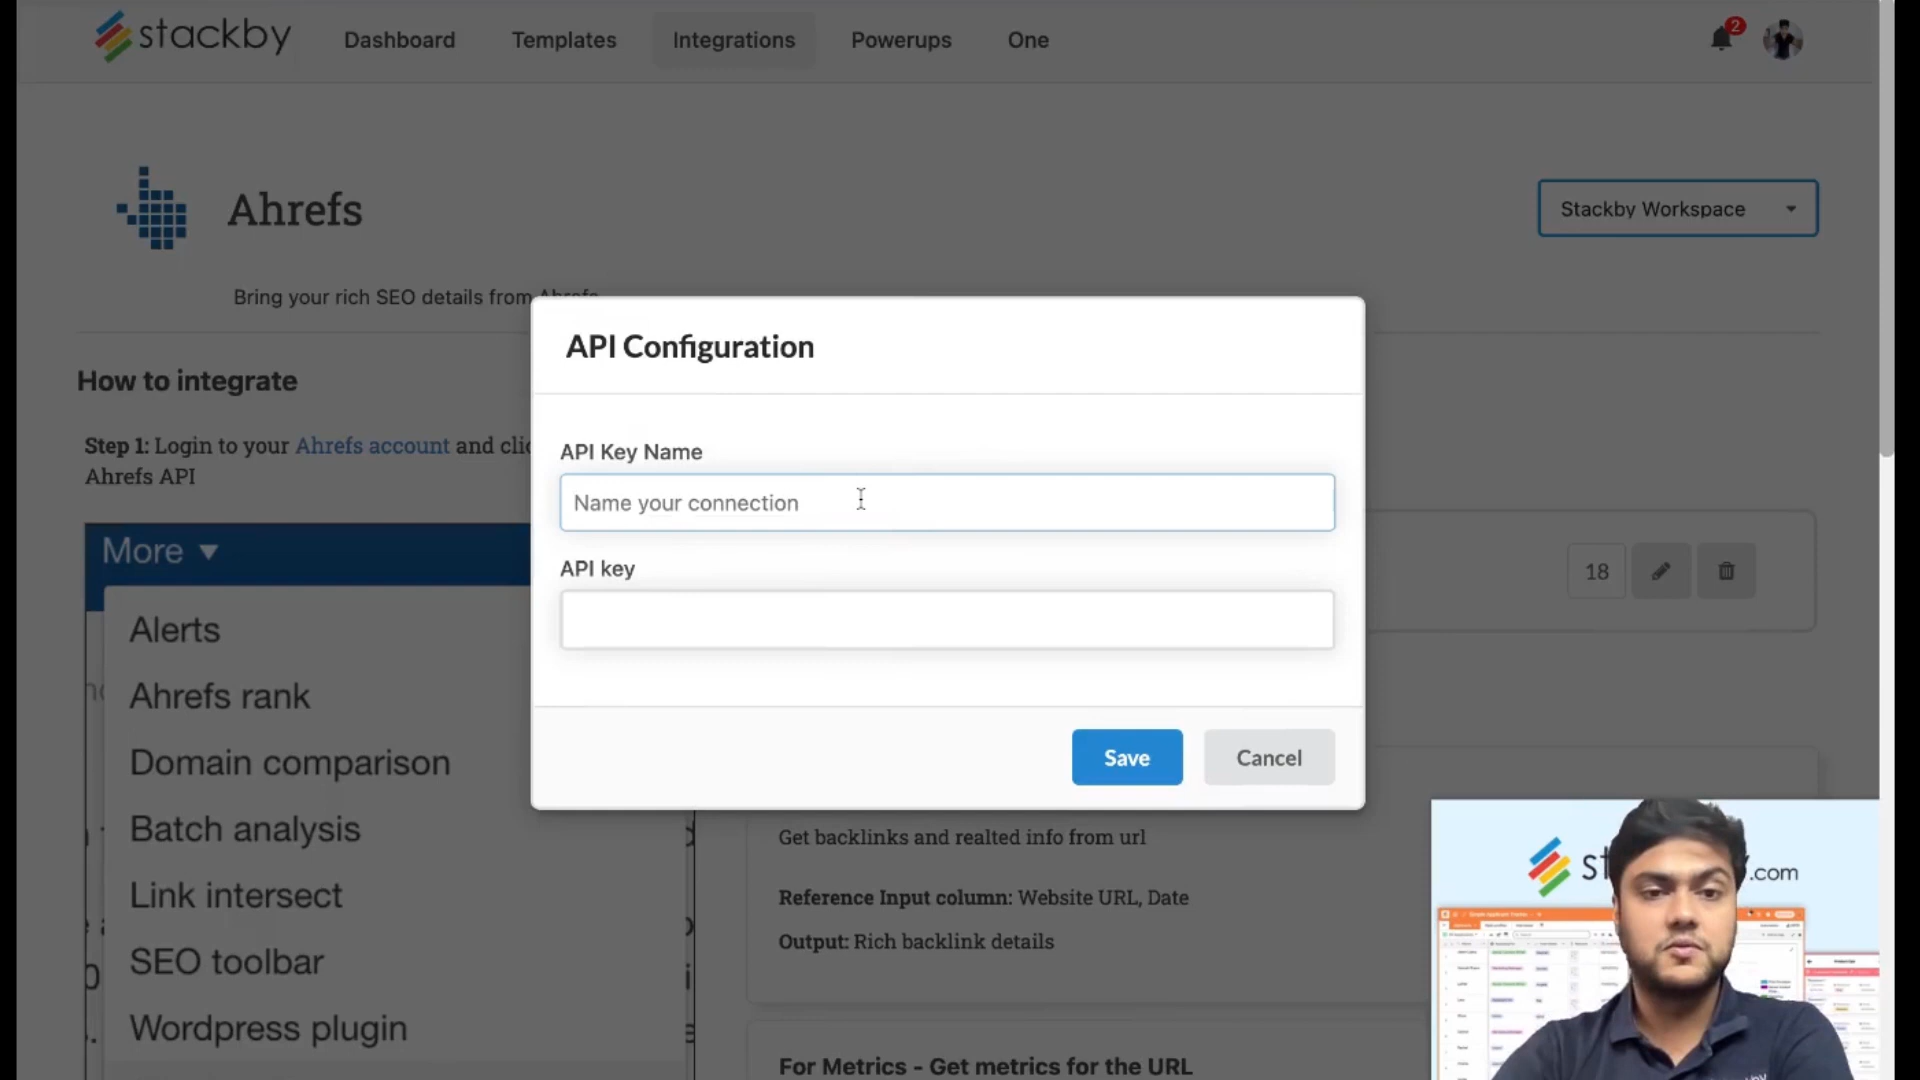 stackby
Dashboard
Templates
Integrations
Powerups
One
2
Ahrefs
Stackby Workspace
Bring your rich SEO details from Ahrefs
How to integrate
Step 1: Login to your Ahrefs account and clic
Ahrefs API
More
Alerts
Ahrefs rank
Domain comparison
Batch analysis
Link intersect
SEO toolbar
Wordpress plugin
API Configuration
API Key Name
Name your connection
API key
Save
Cancel
18
Get backlinks and realted info from url
Reference Input column: Website URL, Date
Output: Rich backlink details
For Metrics - Get metrics for the URL
.com